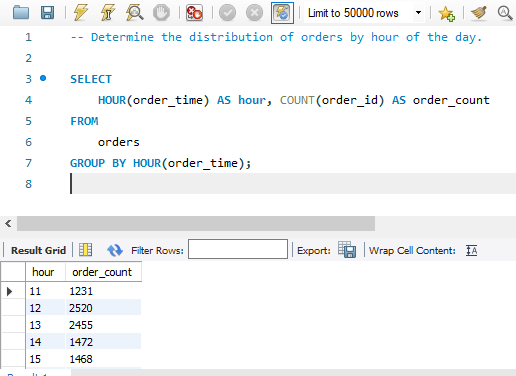 Limit to 50000 rows
1 -- Determine the distribution of orders by hour of the day.
2
3 SELECT
4 HOUR(order_time) AS hour, COUNT(order_id) AS order_count
5 FROM
6 orders
7 GROUP BY HOUR(order_time);
8
Result Grid Filter Rows: Export: Wrap Cell Content:
hour order_count
11 1231
12 2520
13 2455
14 1472
15 1468